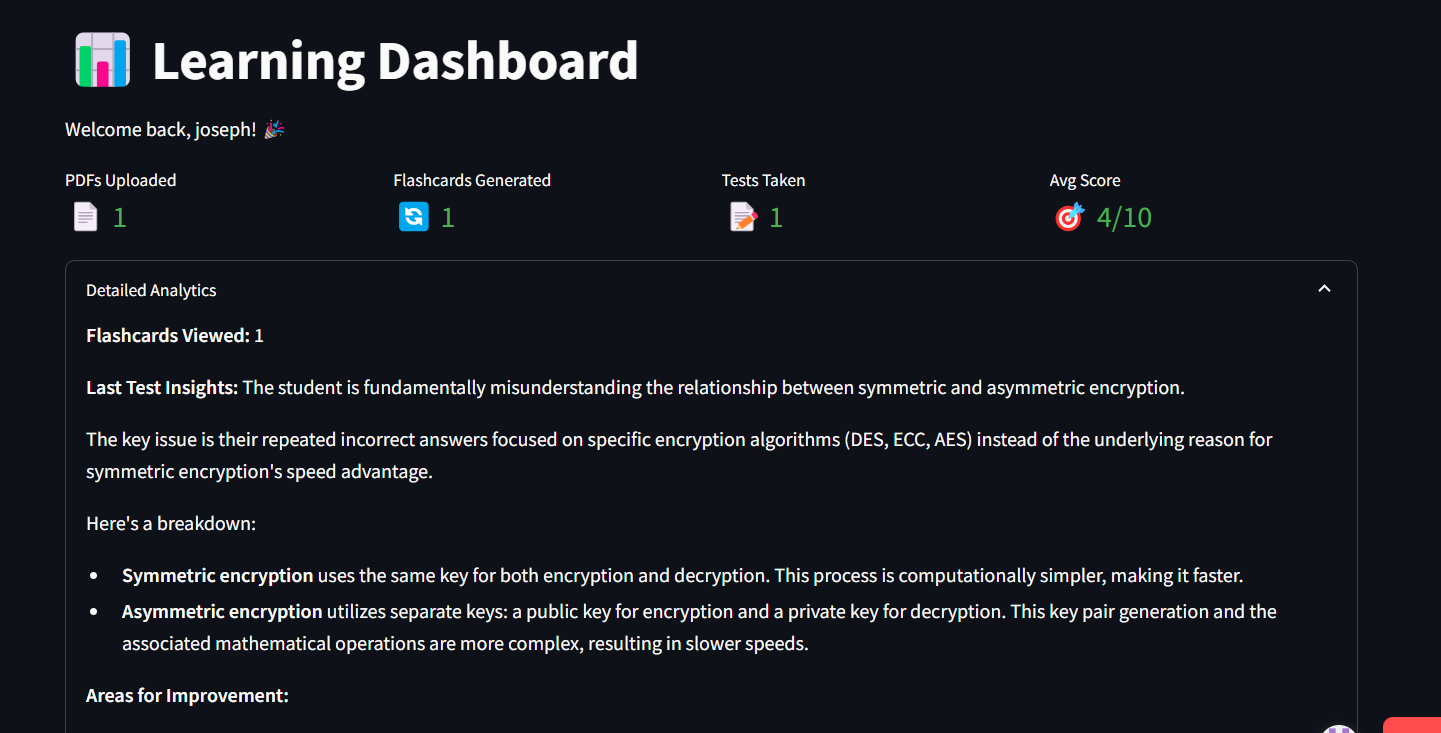 Learning Dashboard
Welcome back, joseph! 🎉
PDFs Uploaded
1
Flashcards Generated
1
Tests Taken
1
Avg Score
4/10
Detailed Analytics
Flashcards Viewed: 1
Last Test Insights: The student is fundamentally misunderstanding the relationship between symmetric and asymmetric encryption.
The key issue is their repeated incorrect answers focused on specific encryption algorithms (DES, ECC, AES) instead of the underlying reason for
symmetric encryption's speed advantage.
Here's a breakdown:
• Symmetric encryption uses the same key for both encryption and decryption. This process is computationally simpler, making it faster.
• Asymmetric encryption utilizes separate keys: a public key for encryption and a private key for decryption. This key pair generation and the
associated mathematical operations are more complex, resulting in slower speeds.
Areas for Improvement: